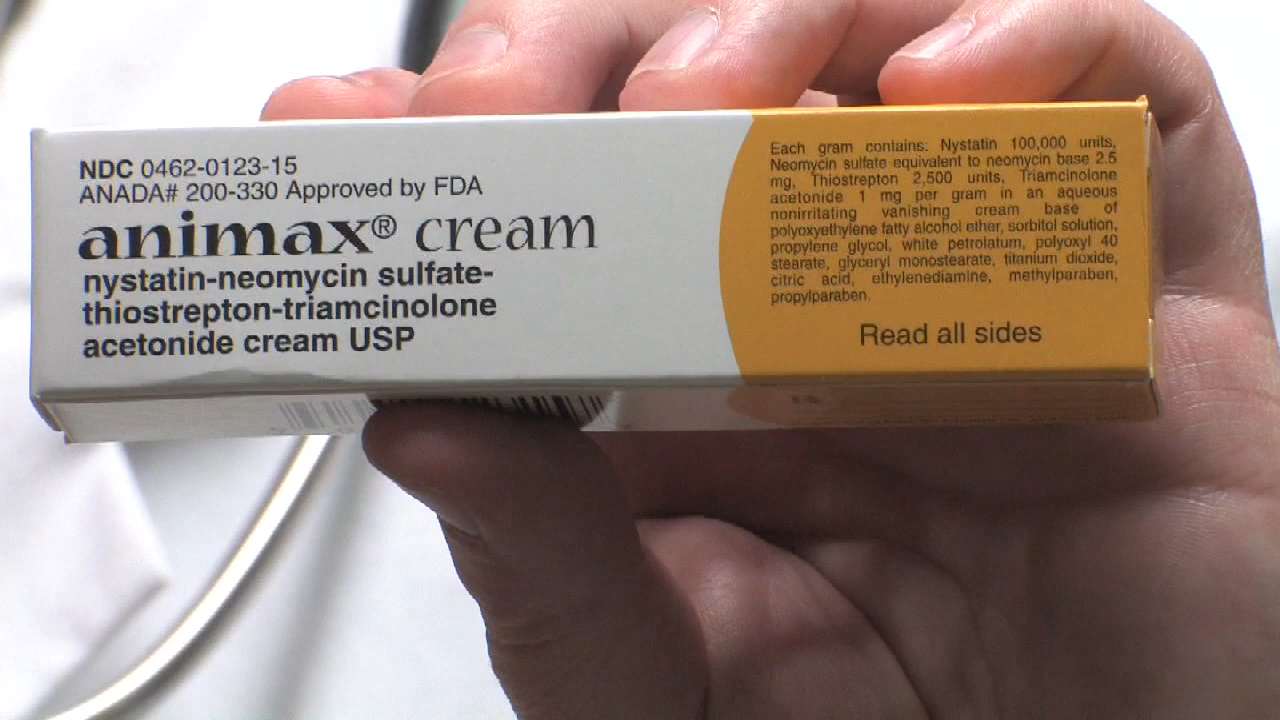 NDC 0462-0123-15
ANADA# 200-330 Approved by FDA
animax® cream
nystatin-neomycin sulfate-
thiostrepton-triamcinolone
acetonide cream USP
Each gram contains: Nystatin 100,000 units,
Neomycin sulfate equivalent to neomycin base 2.5
mg, Thiostrepton 2,500 units, Triamcinolone
acetonide 1 mg per gram in an aqueous
nonirritating vanishing cream base of
polyoxyethylene fatty alcohol ether, sorbitol solution,
propylene glycol, white petrolatum, polyoxyl 40
stearate, glyceryl monostearate, titanium dioxide,
citric acid, ethylenediamine, methylparaben,
propylparaben.
Read all sides